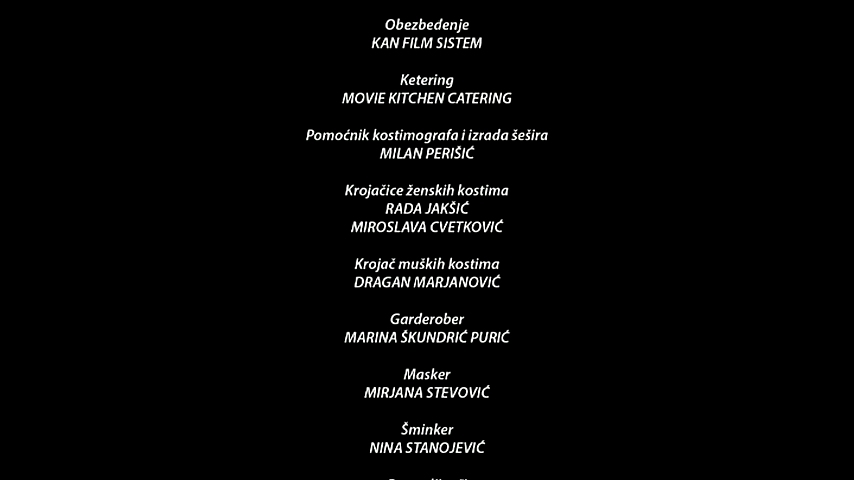 Obezbeđenje
KAN FILM SISTEM
Ketering
MOVIE KITCHEN CATERING
Pomoćnik kostimografa i izrada šešira
MILAN PERIŠIĆ
Krojačice ženskih kostima
RADA JAKŠIĆ
MIROSLAVA CVETKOVIĆ
Krojač muških kostima
DRAGAN MARJANOVIĆ
Garderober
MARINA ŠKUNDRIĆ PURIĆ
Masker
MIRJANA STEVOVIĆ
Šminker
NINA STANOJEVIĆ